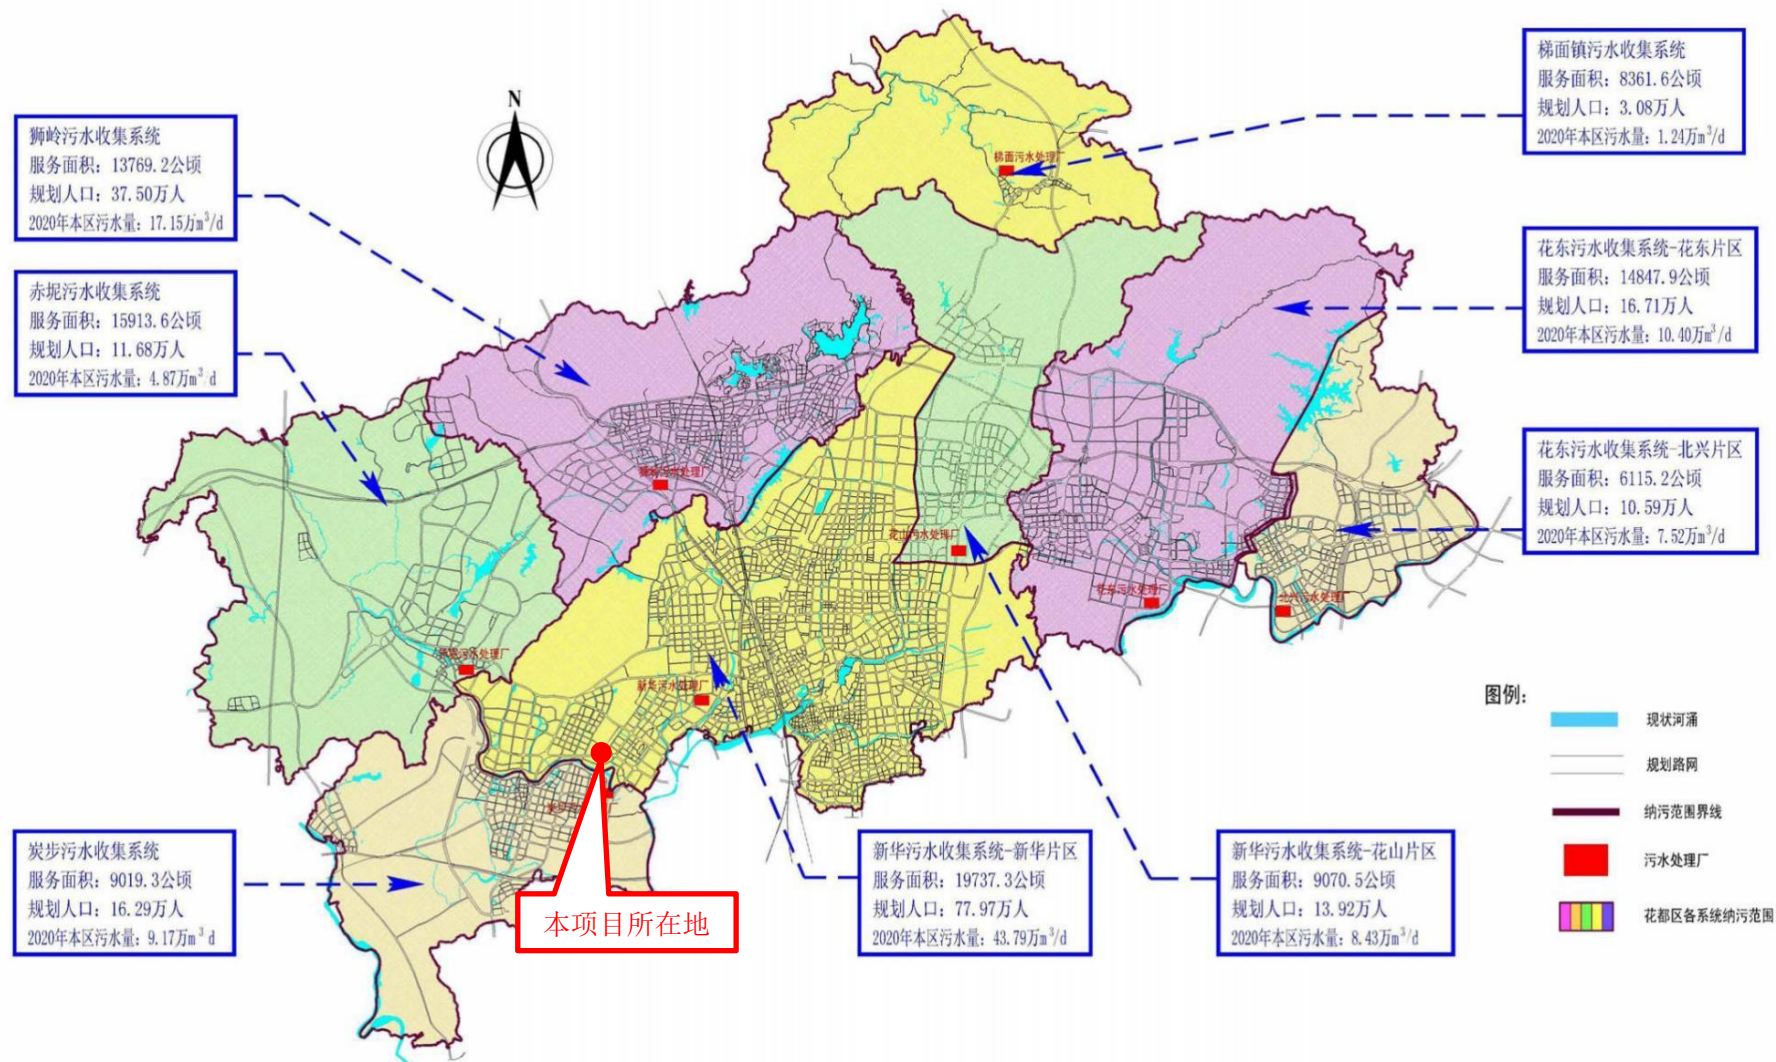 N
梯面镇污水收集系统
服务面积：8361.6公顷
规划人口：3.08万人
2020年本区污水量：1.24万m³/d
狮岭污水收集系统
服务面积：13769.2公顷
规划人口：37.50万人
2020年本区污水量：17.15万m³/d
花东污水收集系统-花东片区
服务面积：14847.9公顷
规划人口：16.71万人
2020年本区污水量：10.40万m³/d
赤坭污水收集系统
服务面积：15913.6公顷
规划人口：11.68万人
2020年本区污水量：4.87万m³/d
花东污水收集系统-北兴片区
服务面积：6115.2公顷
规划人口：10.59万人
2020年本区污水量：7.52万m³/d
梯面污水处理厂
狮岭污水处理厂
花山污水处理厂
花东污水处理厂
北兴污水处理厂
污水处理厂
新华污水处理厂
图例：
现状河涌
规划路网
纳污范围界线
污水处理厂
花都区各系统纳污范围
炭步污水收集系统
服务面积：9019.3公顷
规划人口：16.29万人
2020年本区污水量：9.17万m³d
本项目所在地
新华污水收集系统-新华片区
服务面积：19737.3公顷
规划人口：77.97万人
2020年本区污水量：43.79万m³/d
新华污水收集系统-花山片区
服务面积：9070.5公顷
规划人口：13.92万人
2020年本区污水量：8.43万m³/d